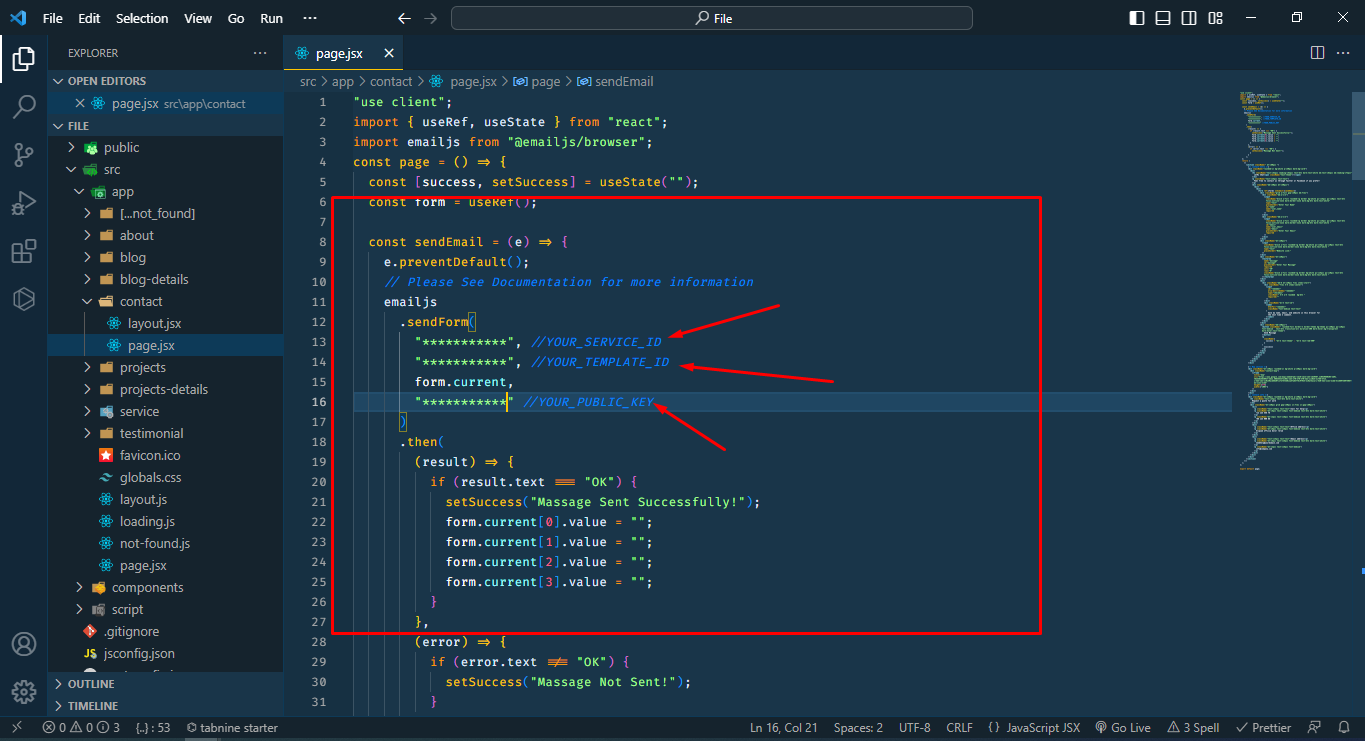 File Edit Selection View Go Run ··· File
EXPLORER ···
OPEN EDITORS
page.jsx src\app\contact
FILE
public
src
app
[...not_found]
about
blog
blog-details
contact
layout.jsx
page.jsx
projects
projects-details
service
testimonial
favicon.ico
globals.css
layout.js
loading.js
not-found.js
page.jsx
components
script
.gitignore
JS jsconfig.json
OUTLINE
TIMELINE
page.jsx
src > app > contact > page.jsx > page > sendEmail
1 "use client";
2 import { useRef, useState } from "react";
3 import emailjs from "@emailjs/browser";
4 const page = () => {
5 const [success, setSuccess] = useState("");
6 const form = useRef();
7
8 const sendEmail = (e) => {
9 e.preventDefault();
10 // Please See Documentation for more information
11 emailjs
12 .sendForm(
13 "***********", //YOUR_SERVICE_ID
14 "***********", //YOUR_TEMPLATE_ID
15 form.current,
16 "***********" //YOUR_PUBLIC_KEY
17 )
18 .then(
19 (result) => {
20 if (result.text === "OK") {
21 setSuccess("Massage Sent Successfully!");
22 form.current[0].value = "";
23 form.current[1].value = "";
24 form.current[2].value = "";
25 form.current[3].value = "";
26 }
27 },
28 (error) => {
29 if (error.text !== "OK") {
30 setSuccess("Massage Not Sent!");
31 }
0 0 3 {..} : 53 tabnine starter Ln 16, Col 21 Spaces: 2 UTF-8 CRLF {} JavaScript JSX Go Live 3 Spell Prettier